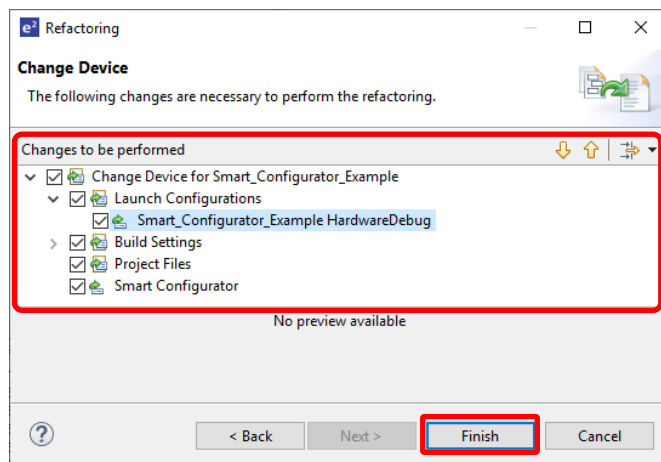 e² Refactoring
Change Device
The following changes are necessary to perform the refactoring.
Changes to be performed
Change Device for Smart_Configurator_Example
Launch Configurations
Smart_Configurator_Example HardwareDebug
Build Settings
Project Files
Smart Configurator
No preview available
? < Back Next > Finish Cancel